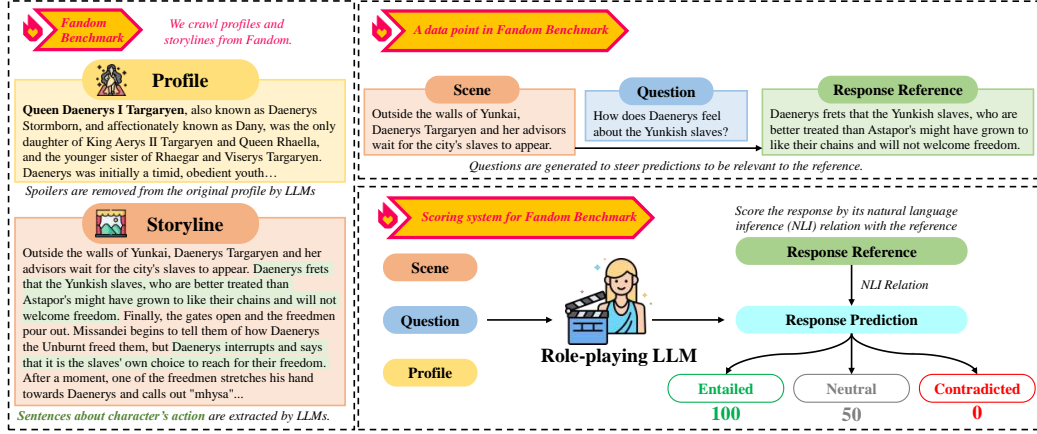 Fandom
Benchmark
We crawl profiles and
storylines from Fandom.
Profile
Queen Daenerys I Targaryen, also known as Daenerys
Stormborn, and affectionately known as Dany, was the only
daughter of King Aerys II Targaryen and Queen Rhaella,
and the younger sister of Rhaegar and Viserys Targaryen.
Daenerys was initially a timid, obedient youth…
Spoilers are removed from the original profile by LLMs
Storyline
Outside the walls of Yunkai, Daenerys Targaryen and her
advisors wait for the city's slaves to appear. Daenerys frets
that the Yunkish slaves, who are better treated than
Astapor's might have grown to like their chains and will not
welcome freedom. Finally, the gates open and the freedmen
pour out. Missandei begins to tell them of how Daenerys
the Unburnt freed them, but Daenerys interrupts and says
that it is the slaves' own choice to reach for their freedom.
After a moment, one of the freedmen stretches his hand
towards Daenerys and calls out "mhysa"...
Sentences about character's action are extracted by LLMs.
A data point in Fandom Benchmark
Scene
Outside the walls of Yunkai,
Daenerys Targaryen and her advisors
wait for the city's slaves to appear.
Question
How does Daenerys feel
about the Yunkish slaves?
Response Reference
Daenerys frets that the Yunkish slaves, who are
better treated than Astapor's might have grown to
like their chains and will not welcome freedom.
Questions are generated to steer predictions to be relevant to the reference.
Scoring system for Fandom Benchmark
Score the response by its natural language
inference (NLI) relation with the reference
Scene
Question
Profile
Role-playing LLM
Response Reference
NLI Relation
Response Prediction
Entailed
Neutral
Contradicted
100
50
0